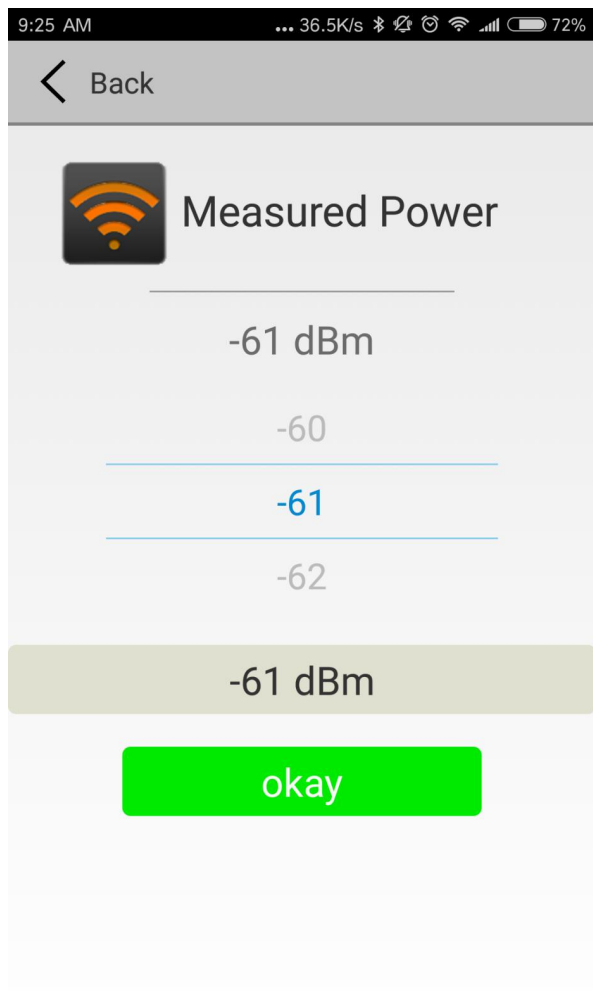 9:25 AM ... 36.5K/s 72%
Back
Measured Power
-61 dBm
-60
-61
-62
-61 dBm
okay